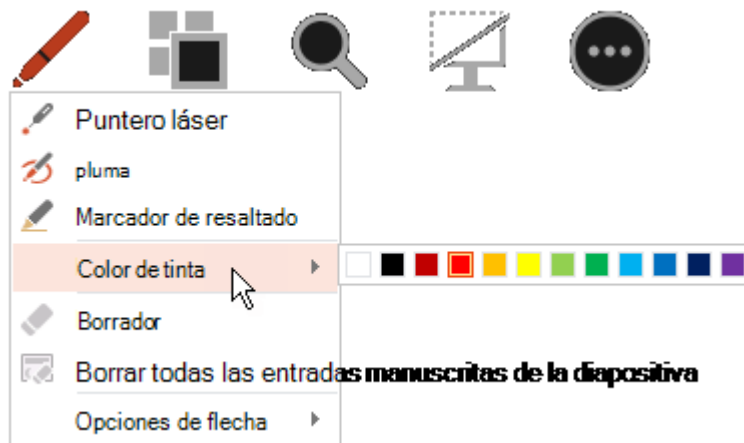 Puntero láser
pluma
Marcador de resaltado
Color de tinta
Borrador
Borrar todas las entradas manuscritas de la diapositiva
Opciones de flecha